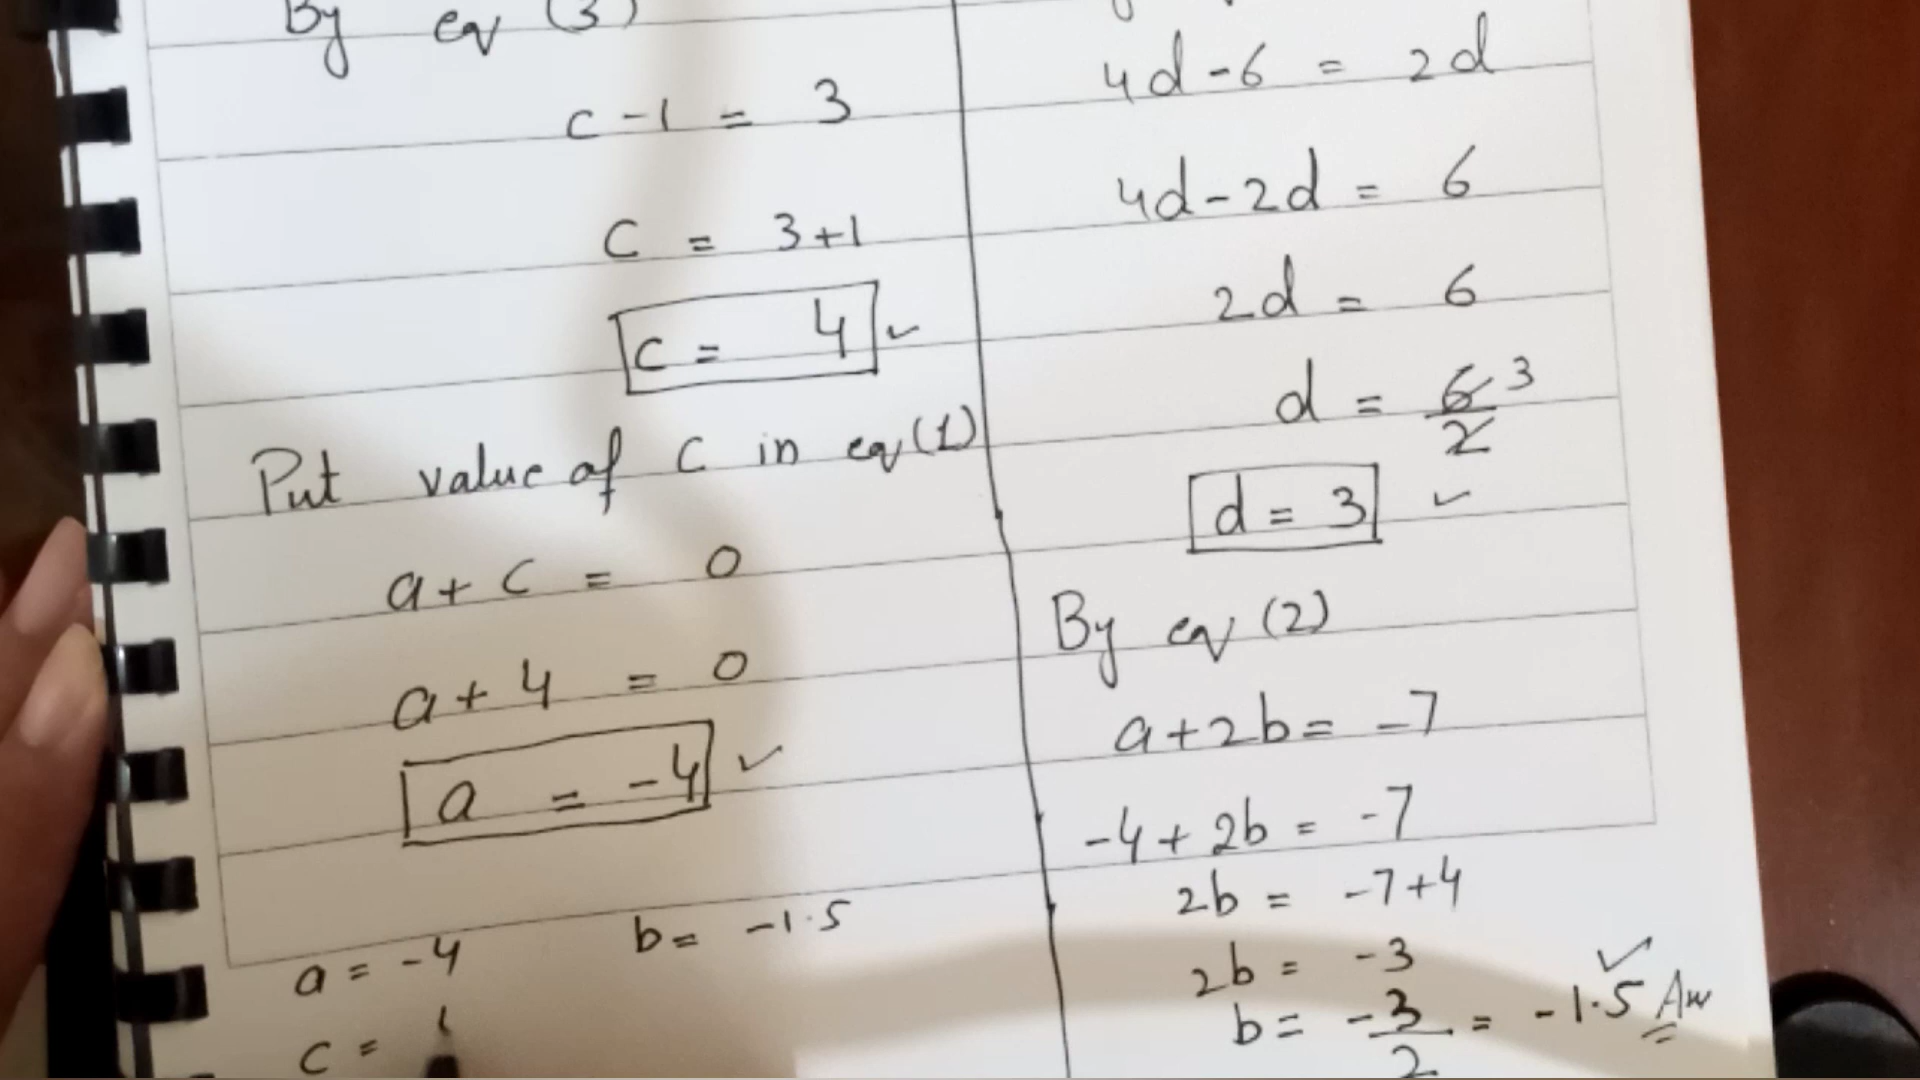 By eq (3)
c - 1 = 3
c = 3+1
c = 4 ✓
Put value of c in eq (1)
a + c = 0
a + 4 = 0
a = -4 ✓
a = -4 b = -1.5
c =
4d - 6 = 2d
4d - 2d = 6
2d = 6
d = 6/2 3
d = 3 ✓
By eq (2)
a + 2b = -7
-4 + 2b = -7
2b = -7+4
2b = -3
b = -3/2 = -1.5 ✓ Aw